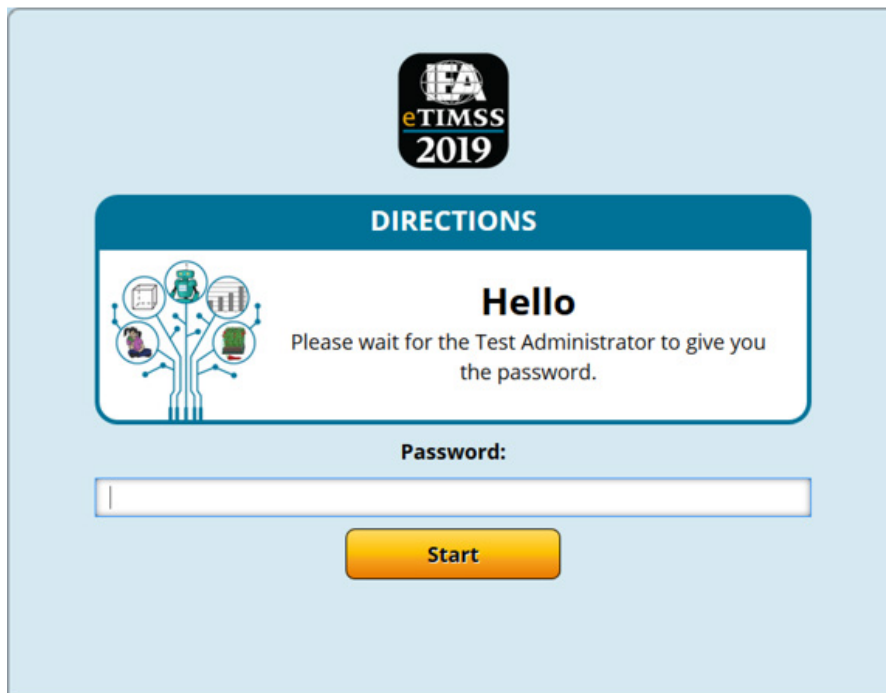 IEA
eTIMSS
2019
DIRECTIONS
Hello
Please wait for the Test Administrator to give you
the password.
Password:
Start